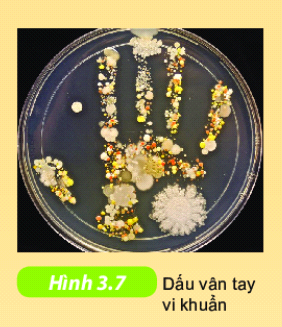 Hình 3.7
Dấu vân tay
vi khuẩn